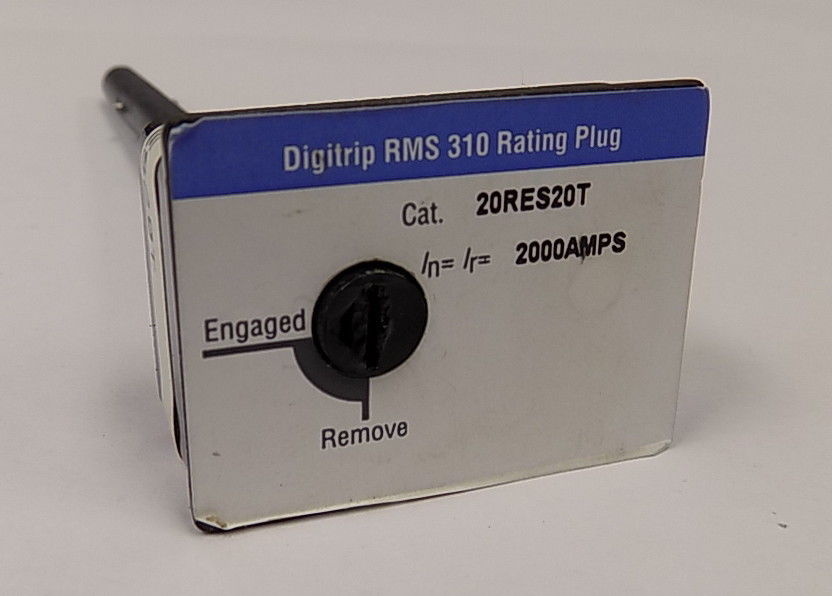 Digitrip RMS 310 Rating Plug
Cat. 20RES20T
In= Ir= 2000AMPS
Engaged
Remove